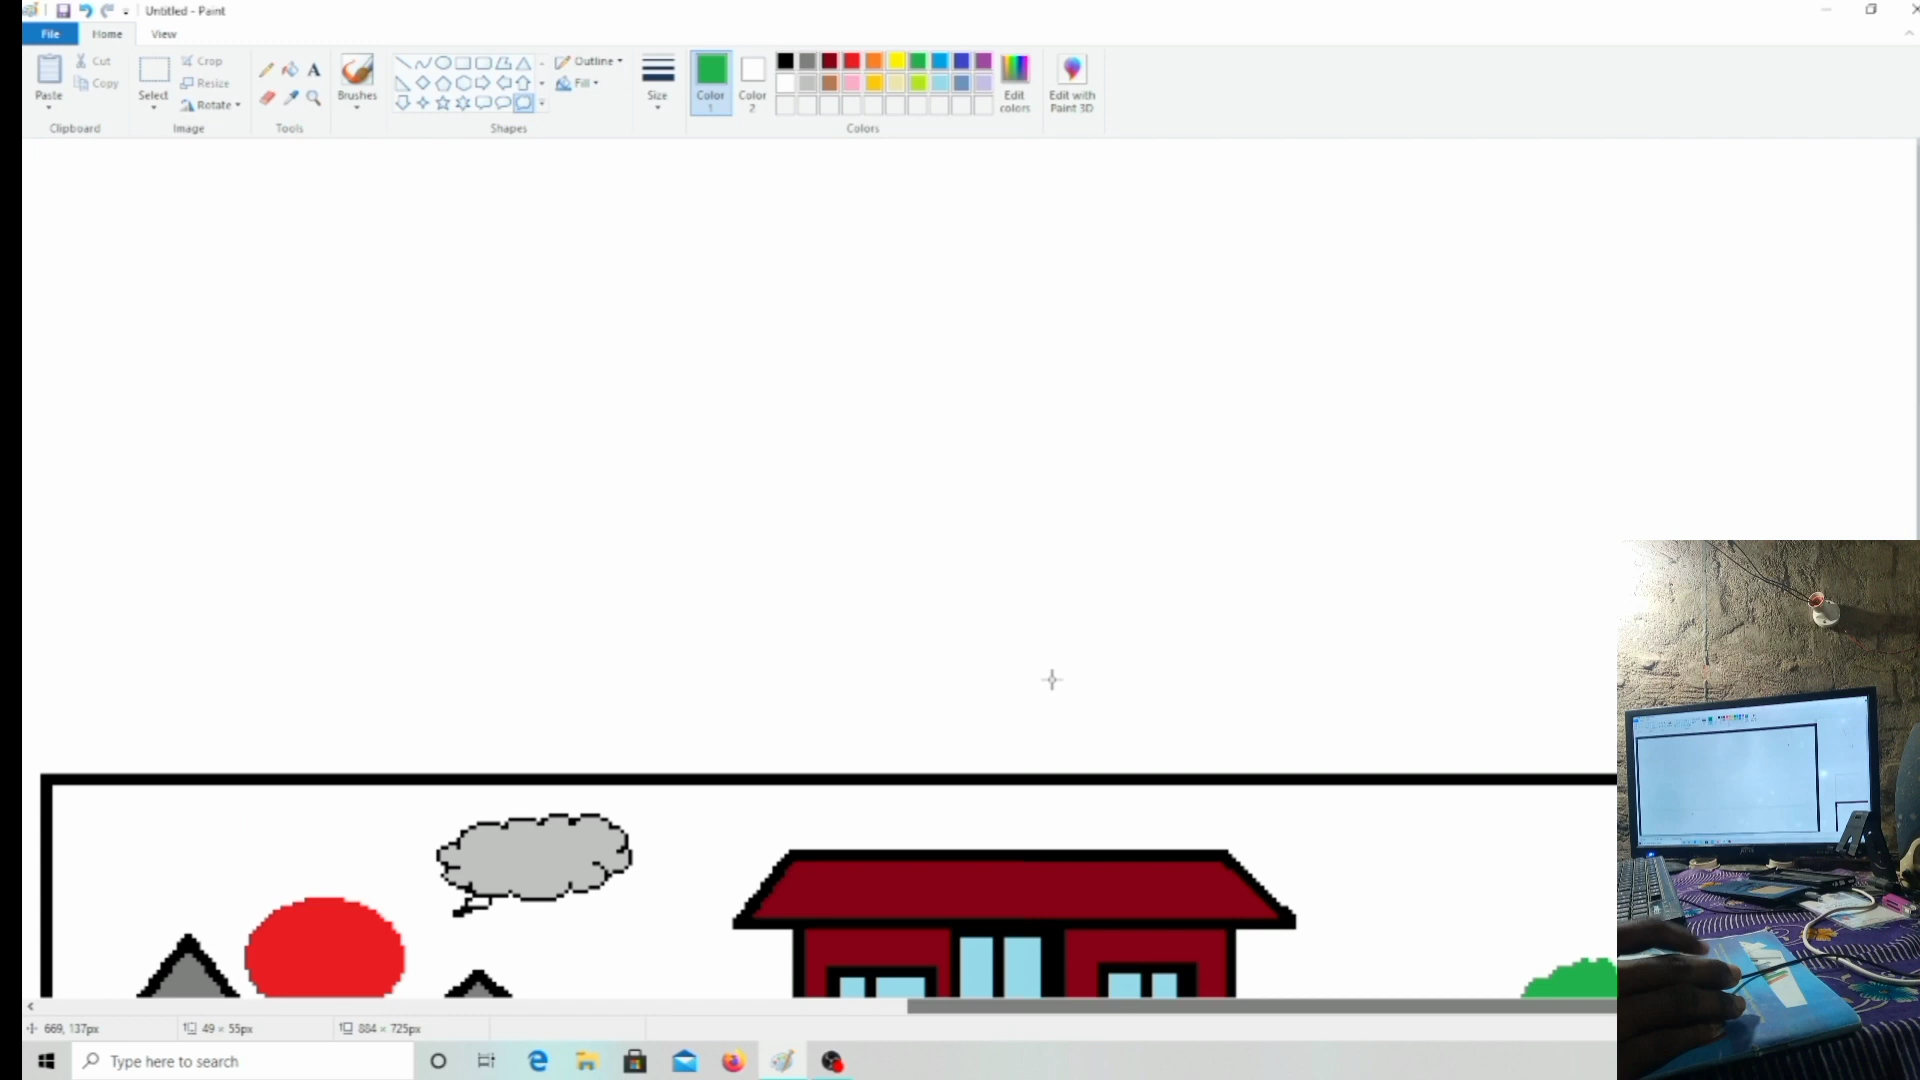 Untitled - Paint
File Home View
Paste
Cut
Copy
Clipboard
Select
Crop
Resize
Rotate
Image
A
Tools
Brushes
Outline
Fill
Shapes
Size
Color 1
Color 2
Edit colors
Edit with Paint 3D
Colors
669, 137px 49 × 55px 884 × 725px
Type here to search